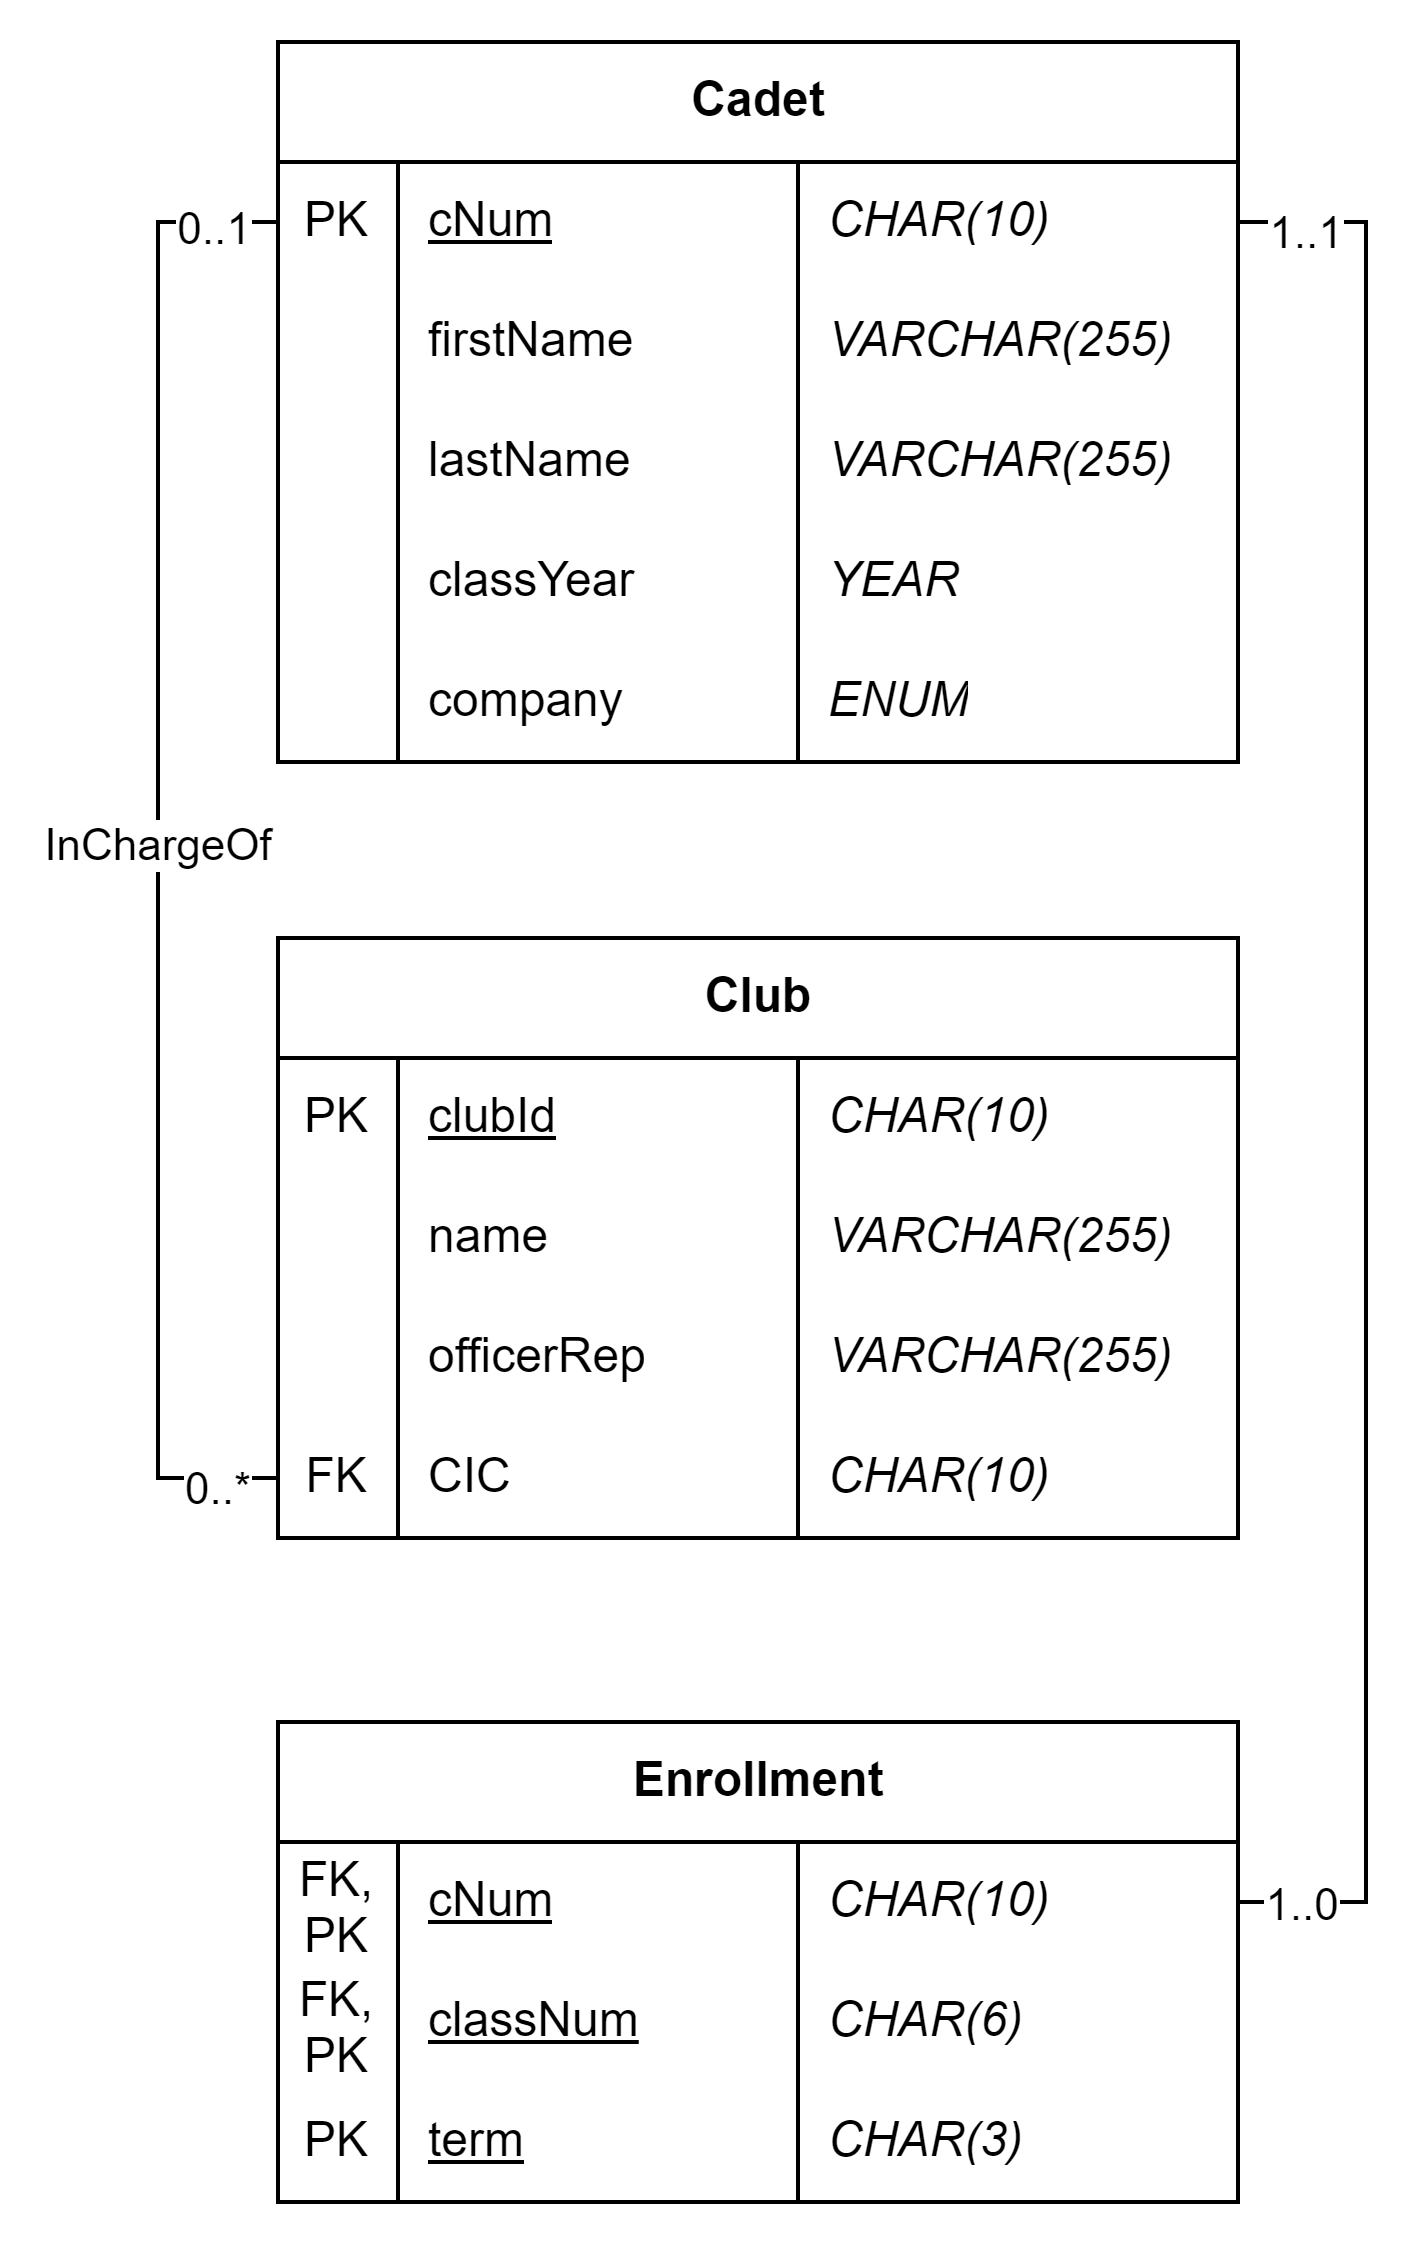 Cadet
0..1
PK cNum CHAR(10)
1..1
firstName VARCHAR(255)
lastName VARCHAR(255)
classYear YEAR
company ENUM
InChargeOf
Club
PK clubId CHAR(10)
name VARCHAR(255)
officerRep VARCHAR(255)
0..*
FK CIC CHAR(10)
Enrollment
FK,
PK
cNum CHAR(10)
1..0
FK,
PK
classNum CHAR(6)
PK term CHAR(3)